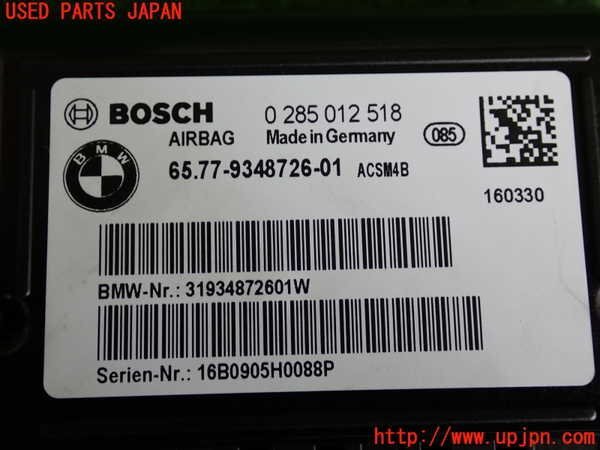 USED PARTS JAPAN
BOSCH 0 285 012 518
AIRBAG Made in Germany 085
BMW
65.77-9348726-01 ACSM4B
160330
BMW-Nr.: 31934872601W
Serien-Nr.: 16B0905H0088P
http://www.upjpn.com/